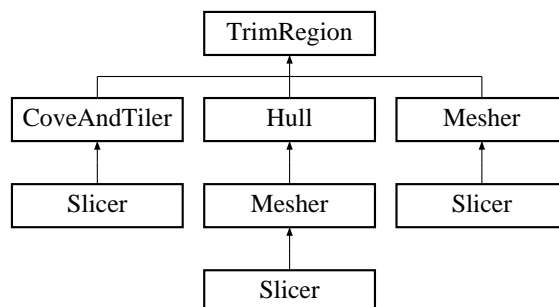 TrimRegion
CoveAndTiler
Hull
Mesher
Slicer
Mesher
Slicer
Slicer